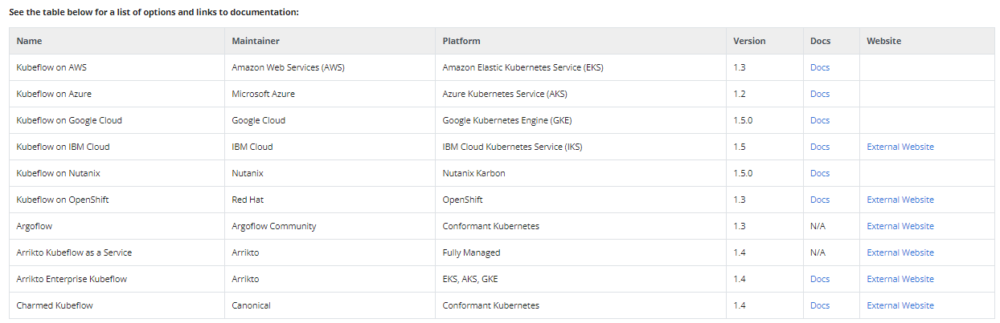 See the table below for a list of options and links to documentation:
Name Maintainer Platform Version Docs Website
Kubeflow on AWS Amazon Web Services (AWS) Amazon Elastic Kubernetes Service (EKS) 1.3 Docs
Kubeflow on Azure Microsoft Azure Azure Kubernetes Service (AKS) 1.2 Docs
Kubeflow on Google Cloud Google Cloud Google Kubernetes Engine (GKE) 1.5.0 Docs
Kubeflow on IBM Cloud IBM Cloud IBM Cloud Kubernetes Service (IKS) 1.5 Docs External Website
Kubeflow on Nutanix Nutanix Nutanix Karbon 1.5.0 Docs
Kubeflow on OpenShift Red Hat OpenShift 1.3 Docs External Website
Argoflow Argoflow Community Conformant Kubernetes 1.3 N/A External Website
Arrikto Kubeflow as a Service Arrikto Fully Managed 1.4 N/A External Website
Arrikto Enterprise Kubeflow Arrikto EKS, AKS, GKE 1.4 Docs External Website
Charmed Kubeflow Canonical Conformant Kubernetes 1.4 Docs External Website